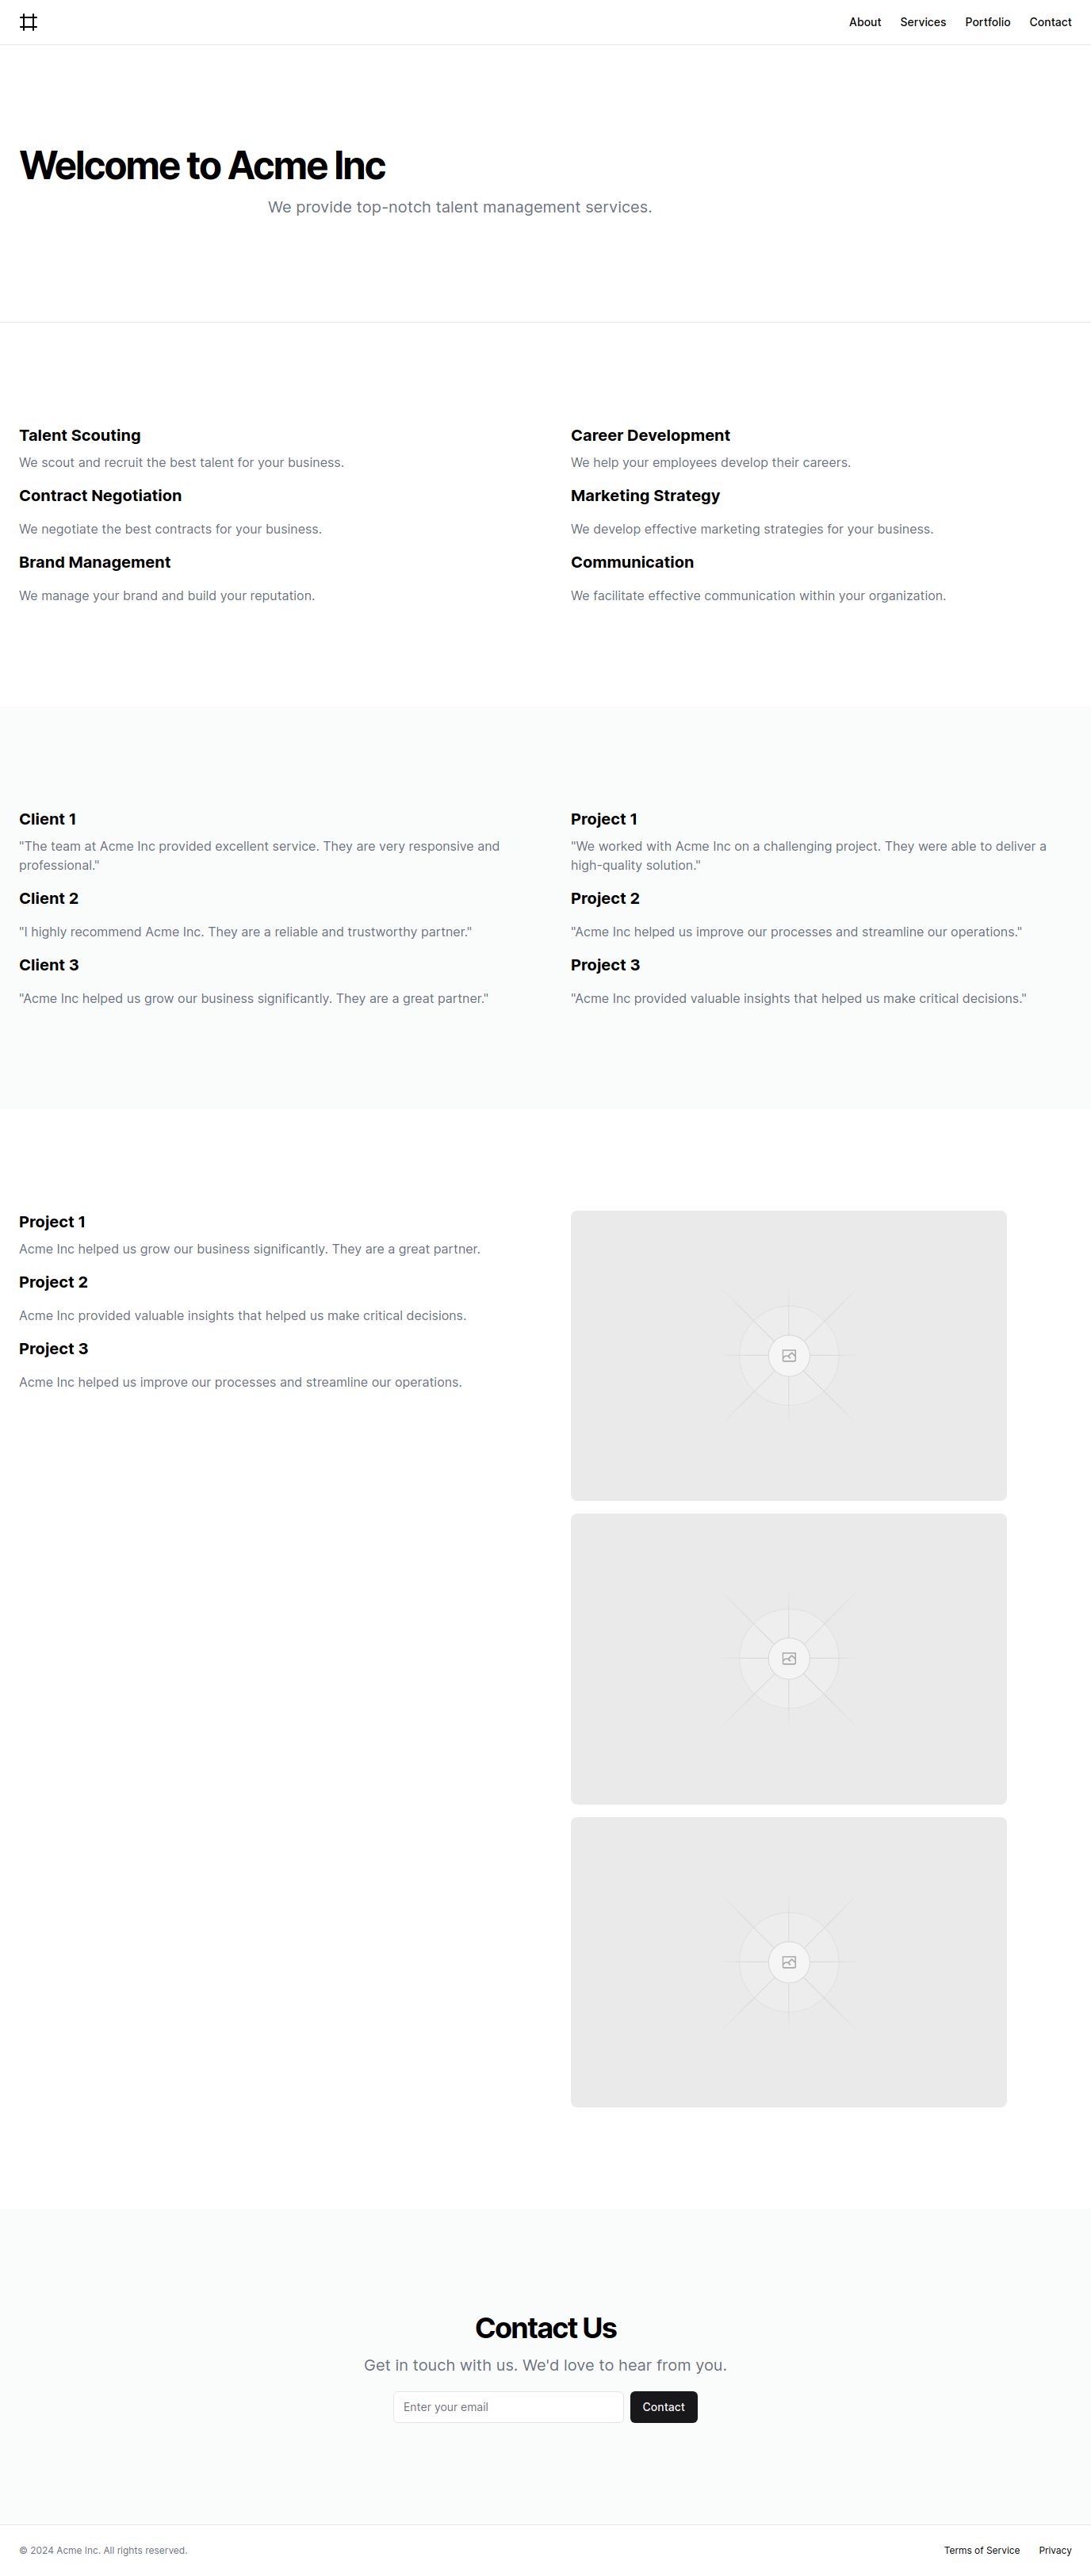 About Services Portfolio Contact
Welcome to Acme Inc
We provide top-notch talent management services.
Talent Scouting
We scout and recruit the best talent for your business.
Contract Negotiation
We negotiate the best contracts for your business.
Brand Management
We manage your brand and build your reputation.
Career Development
We help your employees develop their careers.
Marketing Strategy
We develop effective marketing strategies for your business.
Communication
We facilitate effective communication within your organization.
Client 1
"The team at Acme Inc provided excellent service. They are very responsive and
professional."
Client 2
"I highly recommend Acme Inc. They are a reliable and trustworthy partner."
Client 3
"Acme Inc helped us grow our business significantly. They are a great partner."
Project 1
"We worked with Acme Inc on a challenging project. They were able to deliver a
high-quality solution."
Project 2
"Acme Inc helped us improve our processes and streamline our operations."
Project 3
"Acme Inc provided valuable insights that helped us make critical decisions."
Project 1
Acme Inc helped us grow our business significantly. They are a great partner.
Project 2
Acme Inc provided valuable insights that helped us make critical decisions.
Project 3
Acme Inc helped us improve our processes and streamline our operations.
Contact Us
Get in touch with us. We'd love to hear from you.
Enter your email
Contact
© 2024 Acme Inc. All rights reserved.
Terms of Service Privacy